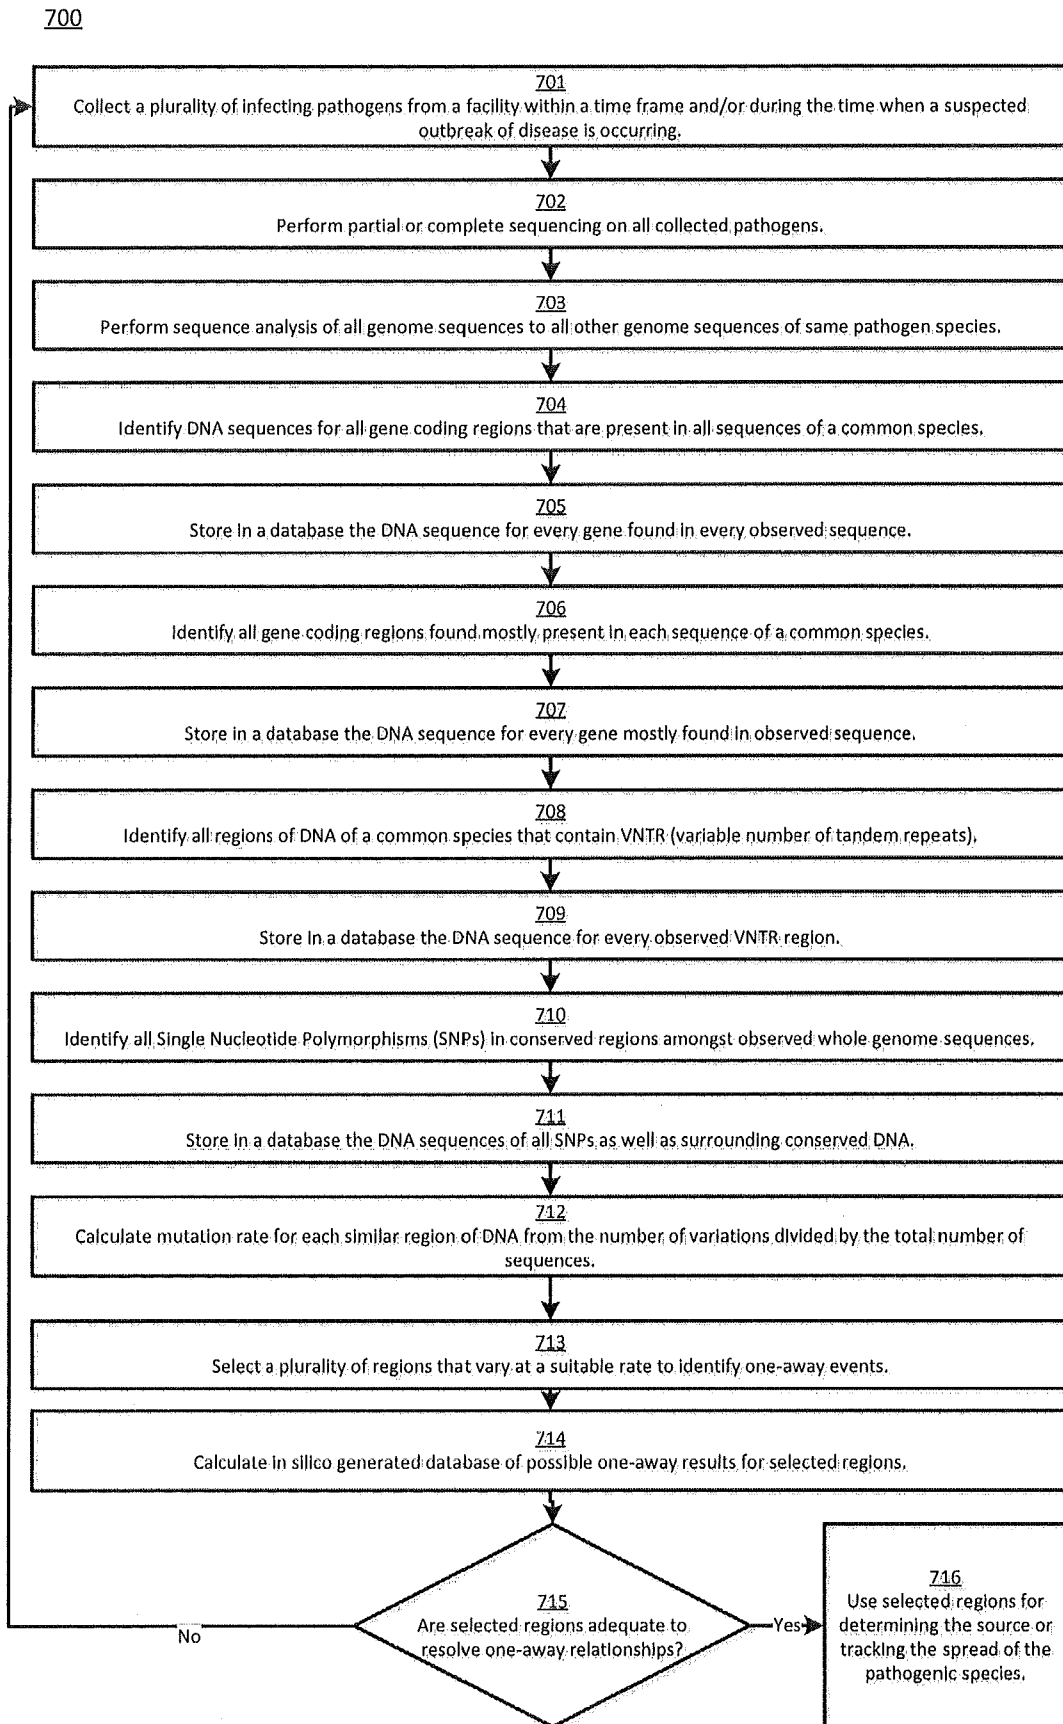 700
701
Collect a plurality of infecting pathogens from a facility within a time frame and/or during the time when a suspected
outbreak of disease is occurring.
702
Perform partial or complete sequencing on all collected pathogens.
703
Perform sequence analysis of all genome sequences to all other genome sequences of same pathogen species.
704
Identify DNA sequences for all gene coding regions that are present in all sequences of a common species.
705
Store in a database the DNA sequence for every gene found in every observed sequence.
706
Identify all gene coding regions found mostly present in each sequence of a common species.
707
Store in a database the DNA sequence for every gene mostly found in observed sequence.
708
Identify all regions of DNA of a common species that contain VNTR (variable number of tandem repeats).
709
Store in a database the DNA sequence for every observed VNTR region.
710
Identify all Single Nucleotide Polymorphisms (SNPs) in conserved regions amongst observed whole genome sequences.
711
Store in a database the DNA sequences of all SNPs as well as surrounding conserved DNA.
712
Calculate mutation rate for each similar region of DNA from the number of variations divided by the total number of
sequences.
713
Select a plurality of regions that vary at a suitable rate to identify one-away events.
714
Calculate in silico generated database of possible one-away results for selected regions.
715
Are selected regions adequate to
resolve one-away relationships?
No
Yes
716
Use selected regions for
determining the source or
tracking the spread of the
pathogenic species.